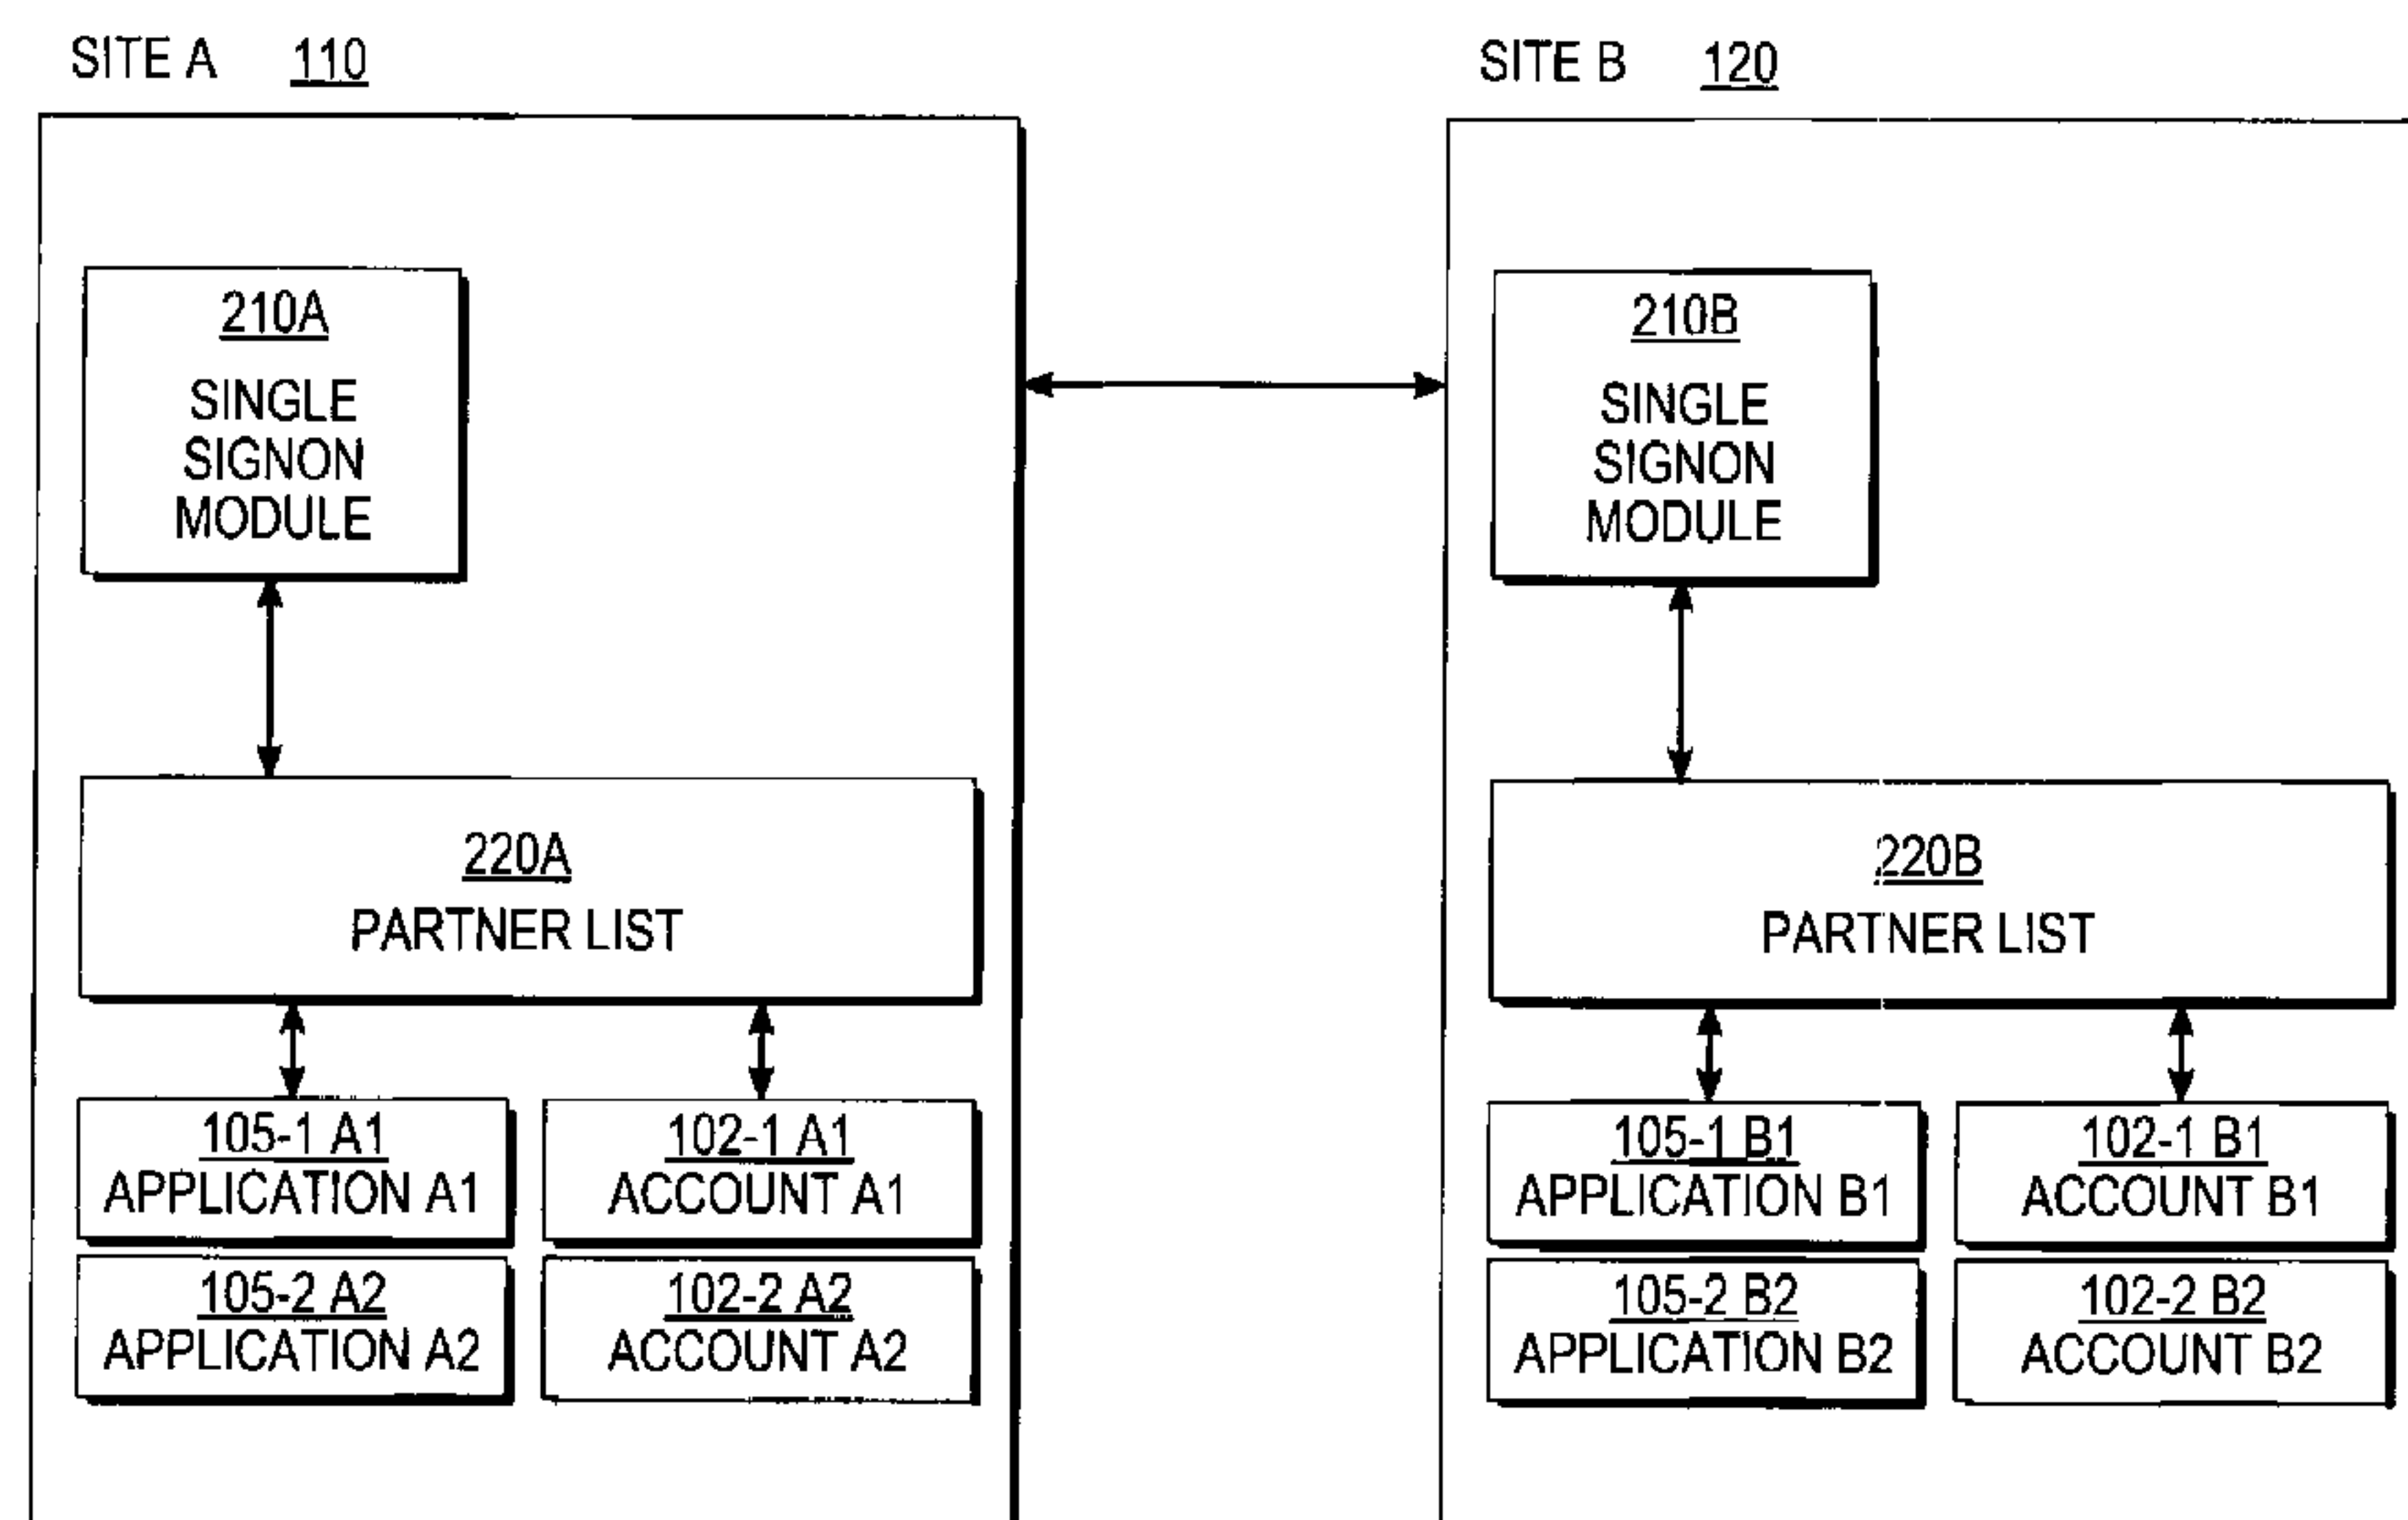 SITE A 110
210A
SINGLE
SIGNON
MODULE
220A
PARTNER LIST
105-1 A1
APPLICATION A1
102-1 A1
ACCOUNT A1
105-2 A2
APPLICATION A2
102-2 A2
ACCOUNT A2
SITE B 120
210B
SINGLE
SIGNON
MODULE
220B
PARTNER LIST
105-1 B1
APPLICATION B1
102-1 B1
ACCOUNT B1
105-2 B2
APPLICATION B2
102-2 B2
ACCOUNT B2